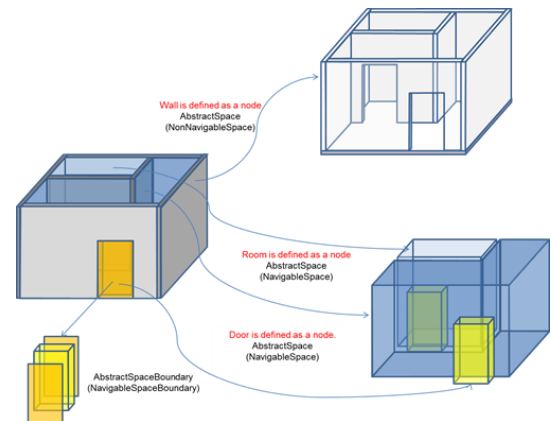 Wall is defined as a node
AbstractSpace
(NonNavigableSpace)
Room is defined as a node
AbstractSpace
(NavigableSpace)
Door is defined as a node.
AbstractSpace
(NavigableSpace)
AbstractSpaceBoundary
(NavigableSpaceBoundary)